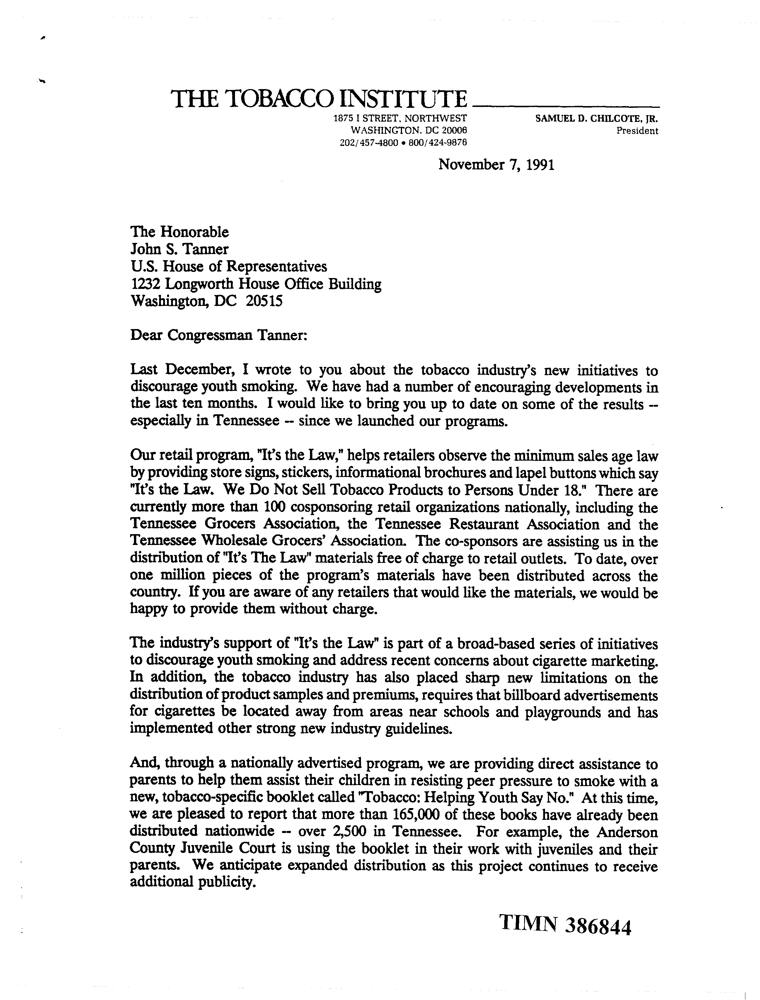 THE TOBACCO INSTITUTE
1875 I STREET, NORTHWEST
WASHINGTON, DC 20006
202/457-4800 • 800/424-9876
SAMUEL D. CHILCOTE, JR.
President
November 7, 1991
The Honorable
John S. Tanner
U.S. House of Representatives
1232 Longworth House Office Building
Washington, DC 20515
Dear Congressman Tanner:
Last December, I wrote to you about the tobacco industry's new initiatives to
discourage youth smoking. We have had a number of encouraging developments in
the last ten months. I would like to bring you up to date on some of the results --
especially in Tennessee -- since we launched our programs.
Our retail program, "It's the Law," helps retailers observe the minimum sales age law
by providing store signs, stickers, informational brochures and lapel buttons which say
"It's the Law. We Do Not Sell Tobacco Products to Persons Under 18." There are
currently more than 100 cosponsoring retail organizations nationally, including the
Tennessee Grocers Association, the Tennessee Restaurant Association and the
Tennessee Wholesale Grocers' Association. The co-sponsors are assisting us in the
distribution of "It's The Law" materials free of charge to retail outlets. To date, over
one million pieces of the program's materials have been distributed across the
country. If you are aware of any retailers that would like the materials, we would be
happy to provide them without charge.
The industry's support of "It's the Law" is part of a broad-based series of initiatives
to discourage youth smoking and address recent concerns about cigarette marketing.
In addition, the tobacco industry has also placed sharp new limitations on the
distribution of product samples and premiums, requires that billboard advertisements
for cigarettes be located away from areas near schools and playgrounds and has
implemented other strong new industry guidelines.
And, through a nationally advertised program, we are providing direct assistance to
parents to help them assist their children in resisting peer pressure to smoke with a
new, tobacco-specific booklet called "Tobacco: Helping Youth Say No." At this time,
we are pleased to report that more than 165,000 of these books have already been
distributed nationwide -- over 2,500 in Tennessee. For example, the Anderson
County Juvenile Court is using the booklet in their work with juveniles and their
parents. We anticipate expanded distribution as this project continues to receive
additional publicity.
TIMN 386844